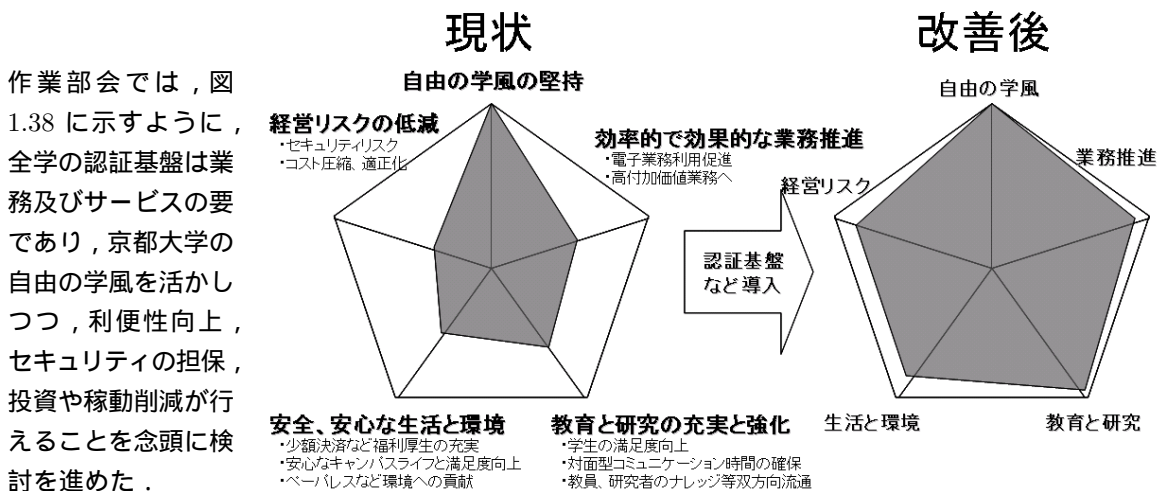 作業部会では，図
1.38 に示すように，
全学の認証基盤は業
務及びサービスの要
であり，京都大学の
自由の学風を活かし
つつ，利便性向上，
セキュリティの担保，
投資や稼動削減が行
えることを念頭に検
討を進めた．
現状
自由の学風の堅持
経営リスクの低減
・セキュリティリスク
・コスト圧縮、適正化
効率的で効果的な業務推進
・電子業務利用促進
・高付加価値業務へ
安全、安心な生活と環境
・少額決済など福利厚生の充実
・安心なキャンパスライフと満足度向上
・ペーパレスなど環境への貢献
教育と研究の充実と強化
・学生の満足度向上
・対面型コミュニケーション時間の確保
・教員、研究者のナレッジ等双方向流通
認証基盤
など導入
改善後
自由の学風
業務推進
経営リスク
生活と環境
教育と研究